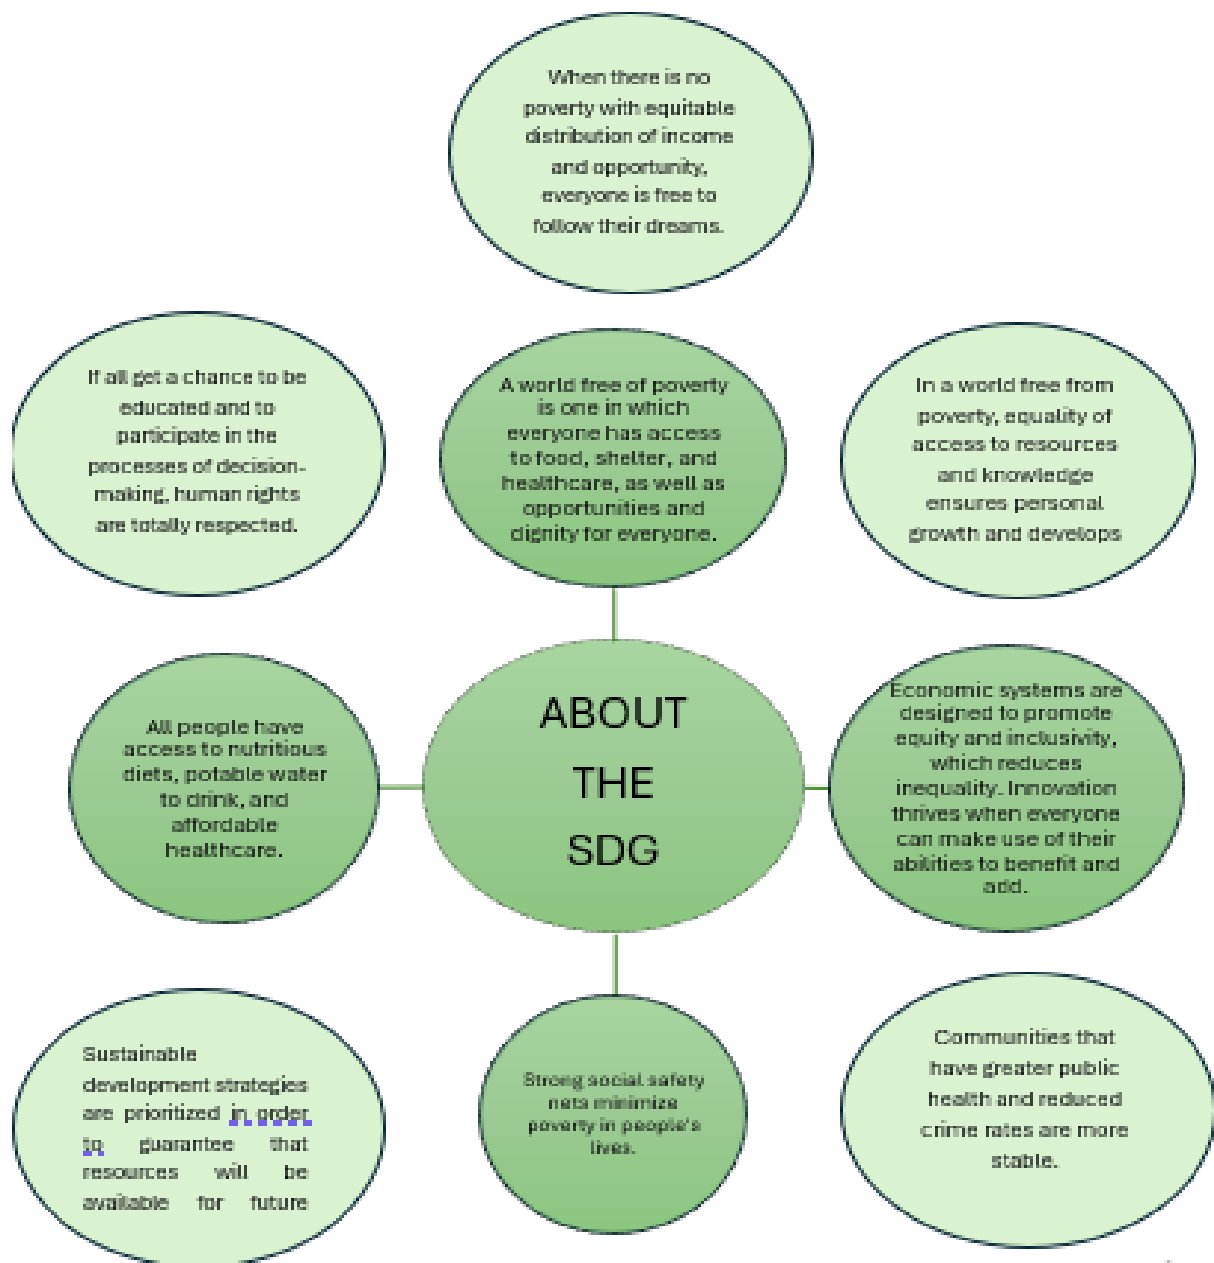 When there is no
poverty with equitable
distribution of income
and opportunity,
everyone is free to
follow their dreams.
If all get a chance to be
educated and to
participate in the
processes of decision-
making, human rights
are totally respected.
A world free of poverty
is one in which
everyone has access
to food, shelter, and
healthcare, as well as
opportunities and
dignity for everyone.
In a world free from
poverty, equality of
access to resources
and knowledge
ensures personal
growth and develops
All people have
access to nutritious
diets, potable water
to drink, and
affordable
healthcare.
ABOUT
THE
SDG
Economic systems are
designed to promote
equity and inclusivity,
which reduces
inequality. Innovation
thrives when everyone
can make use of their
abilities to benefit and
add.
Sustainable
development strategies
are prioritized in order
to guarantee that
resources will be
available for future
Strong social safety
nets minimize
poverty in people's
lives.
Communities that
have greater public
health and reduced
crime rates are more
stable.